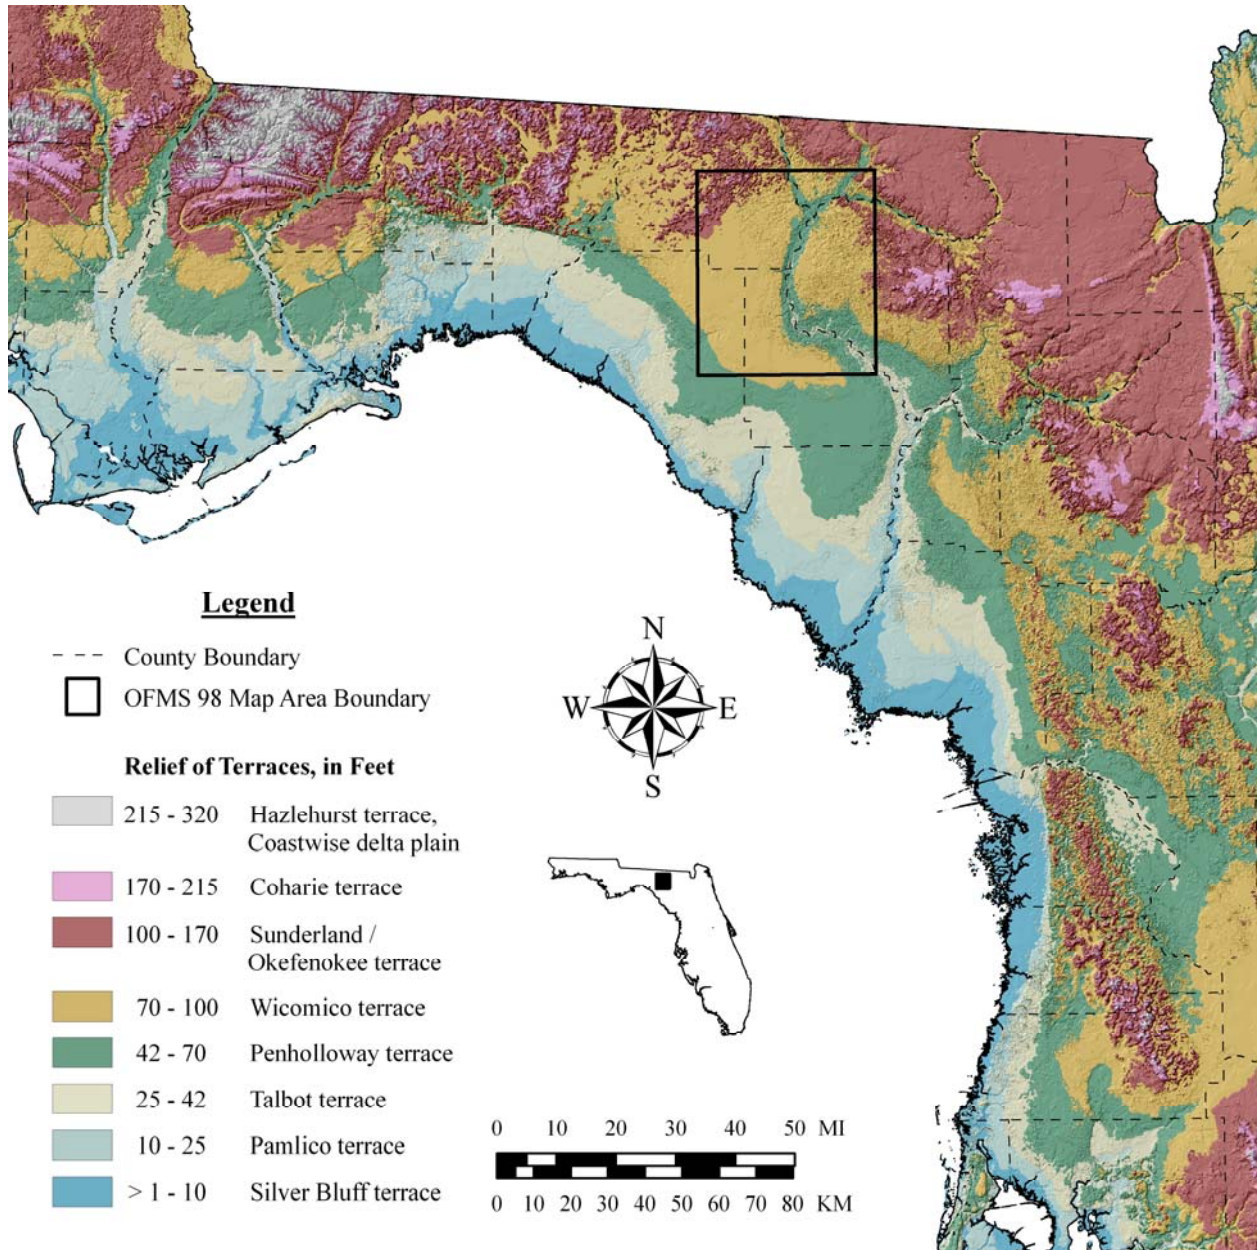 Legend
County Boundary
OFMS 98 Map Area Boundary
Relief of Terraces, in Feet
215 - 320 Hazlehurst terrace,
Coastwise delta plain
170 - 215 Coharie terrace
100 - 170 Sunderland /
Okefenokee terrace
70 - 100 Wicomico terrace
42 - 70 Penholloway terrace
25 - 42 Talbot terrace
10 - 25 Pamlico terrace
> 1 - 10 Silver Bluff terrace
N
W E
S
0 10 20 30 40 50 MI
0 10 20 30 40 50 60 70 80 KM